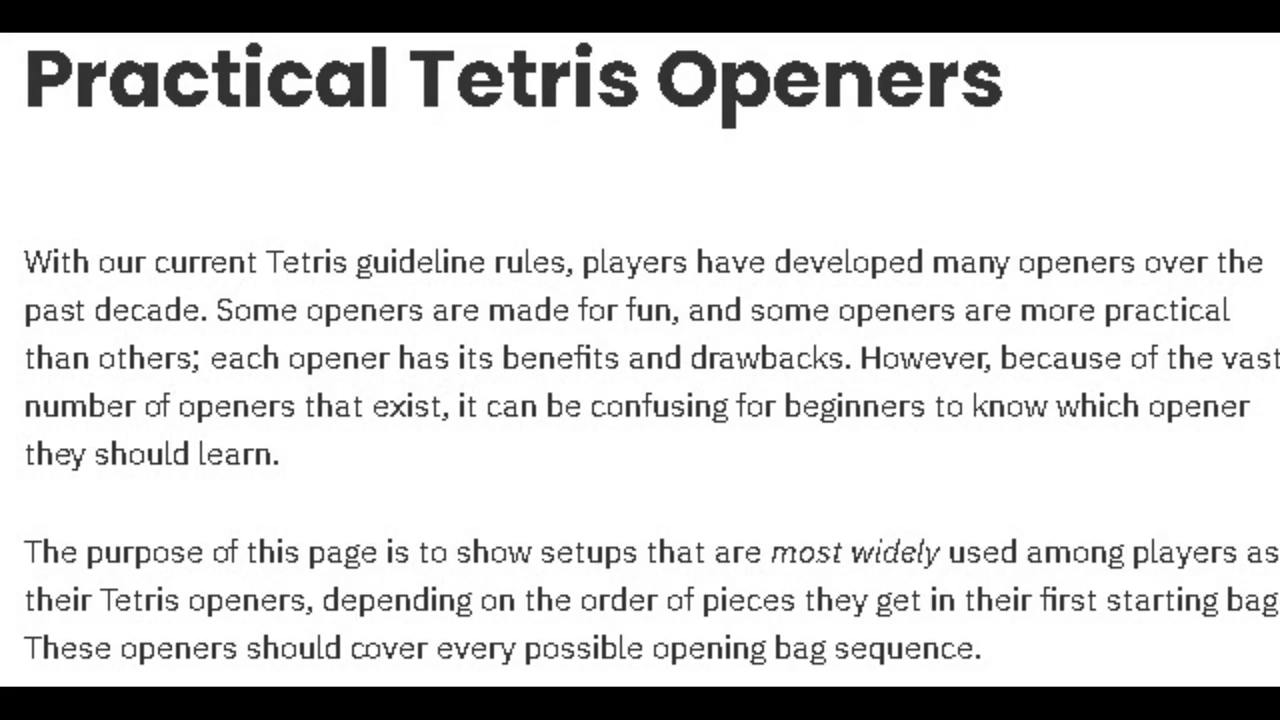 Practical Tetris Openers
With our current Tetris guideline rules, players have developed many openers over the
past decade. Some openers are made for fun, and some openers are more practical
than others; each opener has its benefits and drawbacks. However, because of the vast
number of openers that exist, it can be confusing for beginners to know which opener
they should learn.
The purpose of this page is to show setups that are most widely used among players as
their Tetris openers, depending on the order of pieces they get in their first starting bag
These openers should cover every possible opening bag sequence.